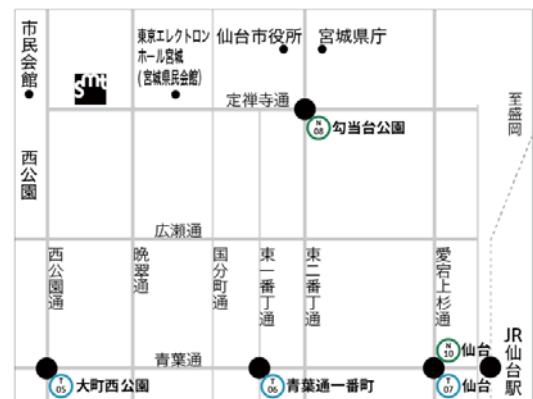 市民会館
smt
東京エレクトロン
ホール宮城
(宮城県民会館)
仙台市役所
宮城県庁
定禅寺通
N
08
勾当台公園
至盛岡
西公園
広瀬通
西公園通
晩翠通
国分町通
東一番丁通
東二番丁通
愛宕上杉通
青葉通
N
10
仙台
JR
仙台駅
T
05
大町西公園
T
06
青葉通一番町
T
07
仙台